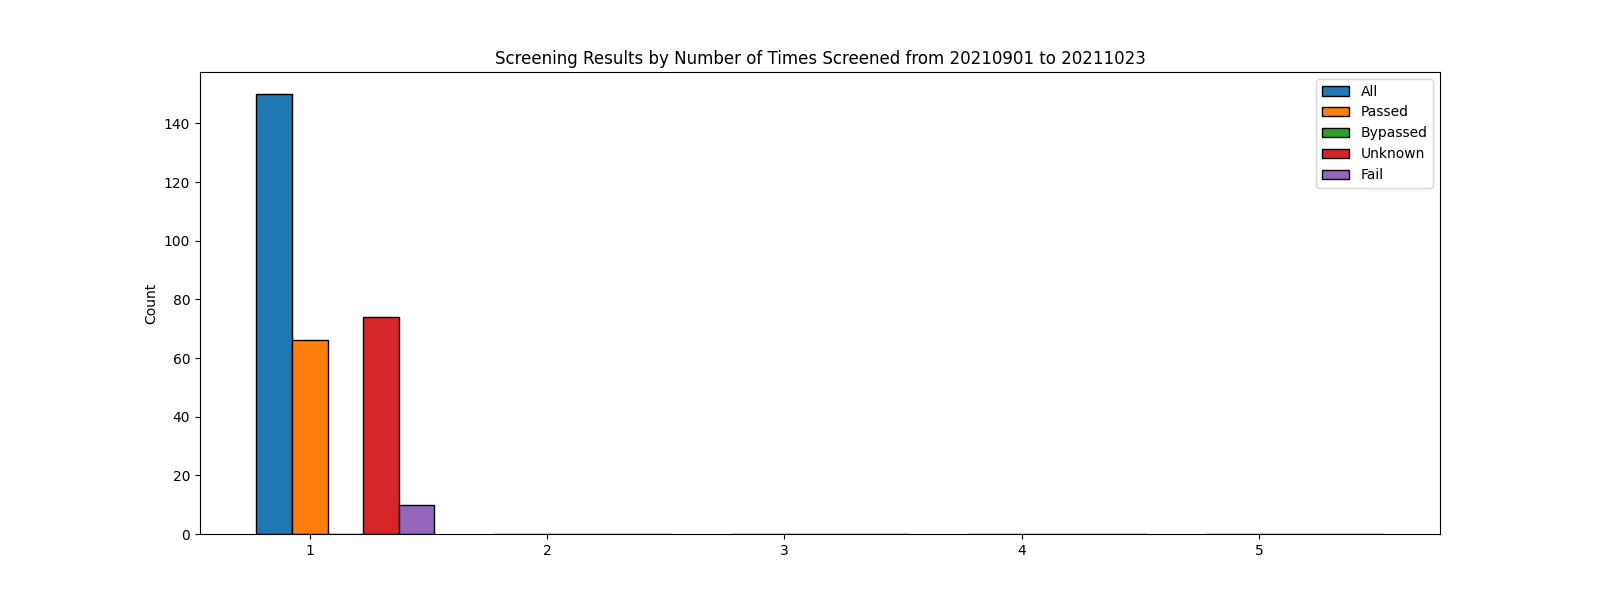 Screening Results by Number of Times Screened from 20210901 to 20211023
All
Passed
Bypassed
Unknown
Fail
Count
140
120
100
80
60
40
20
0
1 2 3 4 5